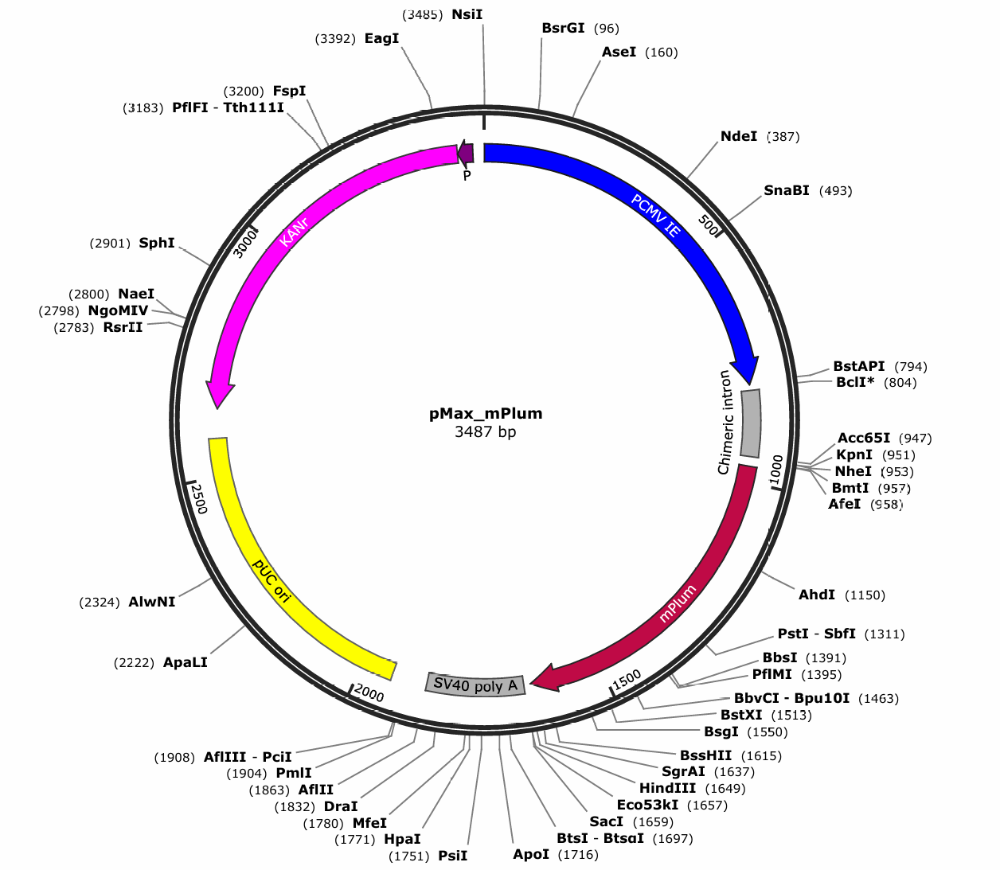 (3485) NsiI
BsrGI (96)
(3392) EagI
AseI (160)
(3200) FspI
(3183) PflFI - Tth111I
NdeI (387)
P
SnaBI (493)
PCMV IE
500
KANr
3000
(2901) SphI
(2800) NaeI
(2798) NgoMIV
(2783) RsrII
BstAPI (794)
BclI* (804)
Chimeric intron
pMax_mPlum
3487 bp
Acc65I (947)
KpnI (951)
NheI (953)
BmtI (957)
AfeI (958)
1000
2500
pUC ori
mPlum
(2324) AlwNI
AhdI (1150)
PstI - SbfI (1311)
(2222) ApaLI
BbsI (1391)
PflMI (1395)
SV40 poly A
1500
2000
BbvCI - Bpu10I (1463)
BstXI (1513)
BsgI (1550)
(1908) AflIII - PciI
BssHII (1615)
(1904) PmlI
SgrAI (1637)
(1863) AflII
HindIII (1649)
(1832) DraI
Eco53kI (1657)
(1780) MfeI
SacI (1659)
(1771) HpaI
BtsI - BtsαI (1697)
(1751) PsiI
ApoI (1716)